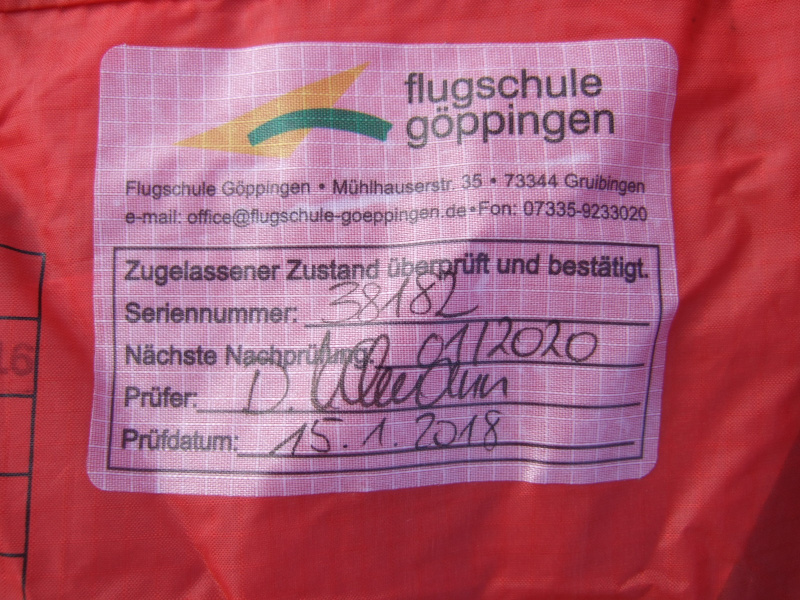 flugschule
göppingen
Flugschule Göppingen • Mühlhauserstr. 35 • 73344 Gruibingen
e-mail: office@flugschule-goeppingen.de•Fon: 07335-9233020
Zugelassener Zustand überprüft und bestätigt.
Seriennummer: 38182
Nächste Nachprüfung: 01/2020
Prüfer: D.
Prüfdatum: 15.1.2018
16